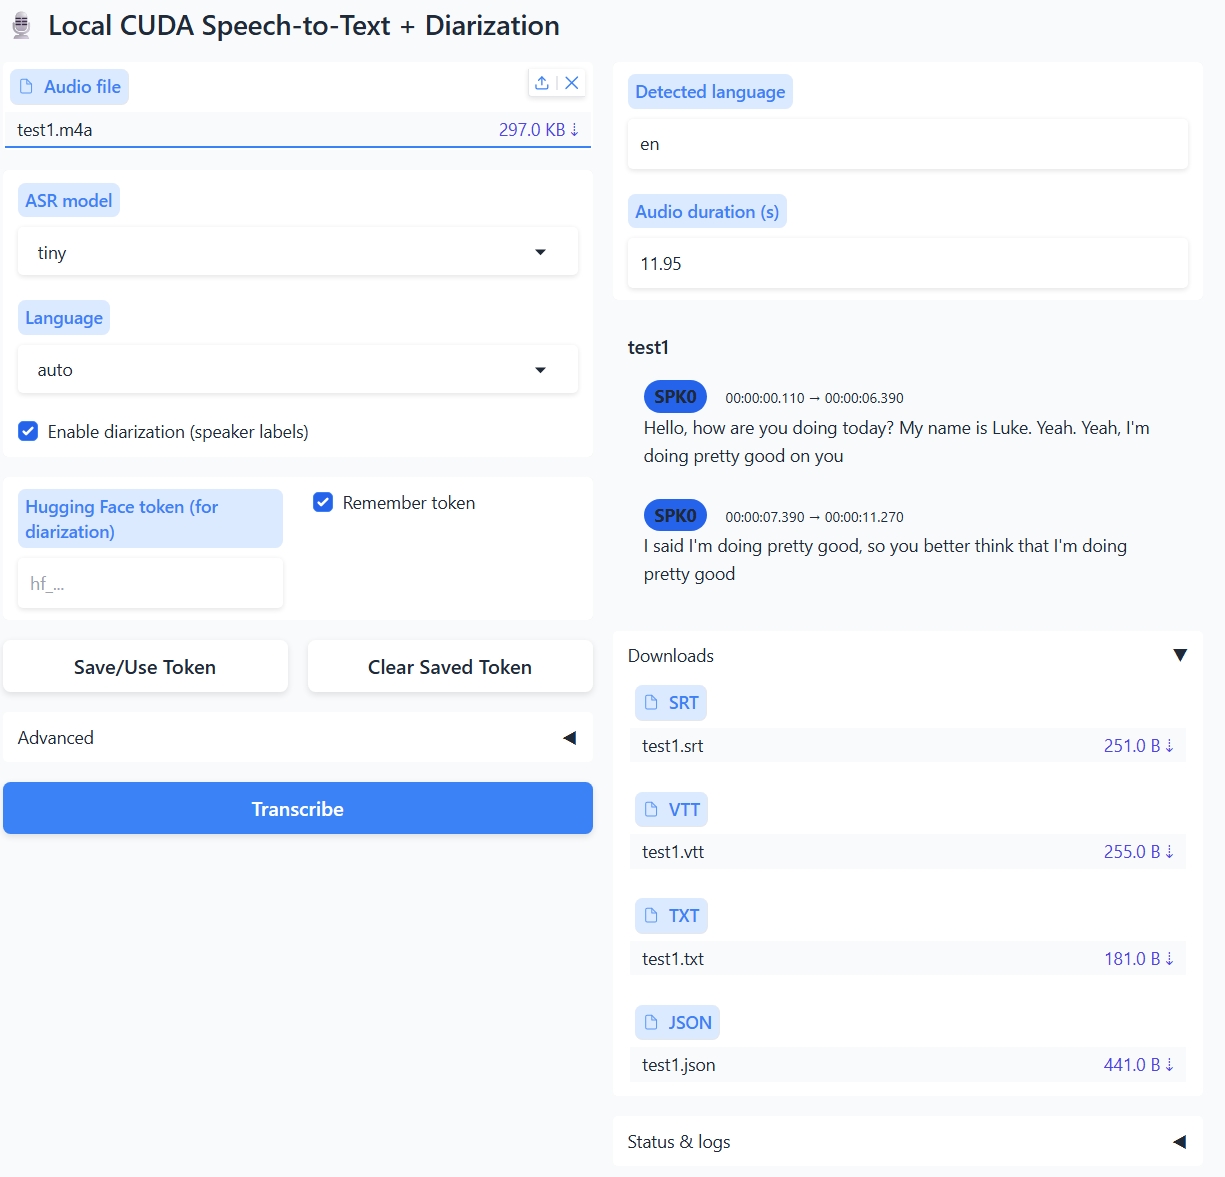 Local CUDA Speech-to-Text + Diarization
Audio file
test1.m4a
297.0 KB ⇣
ASR model
tiny
Language
auto
Enable diarization (speaker labels)
Hugging Face token (for
diarization)
hf_...
Remember token
Save/Use Token
Clear Saved Token
Advanced
Transcribe
Detected language
en
Audio duration (s)
11.95
test1
SPK0 00:00:00.110 → 00:00:06.390
Hello, how are you doing today? My name is Luke. Yeah. Yeah, I'm
doing pretty good on you
SPK0 00:00:07.390 → 00:00:11.270
I said I'm doing pretty good, so you better think that I'm doing
pretty good
Downloads
SRT
test1.srt 251.0 B ⇣
VTT
test1.vtt 255.0 B ⇣
TXT
test1.txt 181.0 B ⇣
JSON
test1.json 441.0 B ⇣
Status & logs